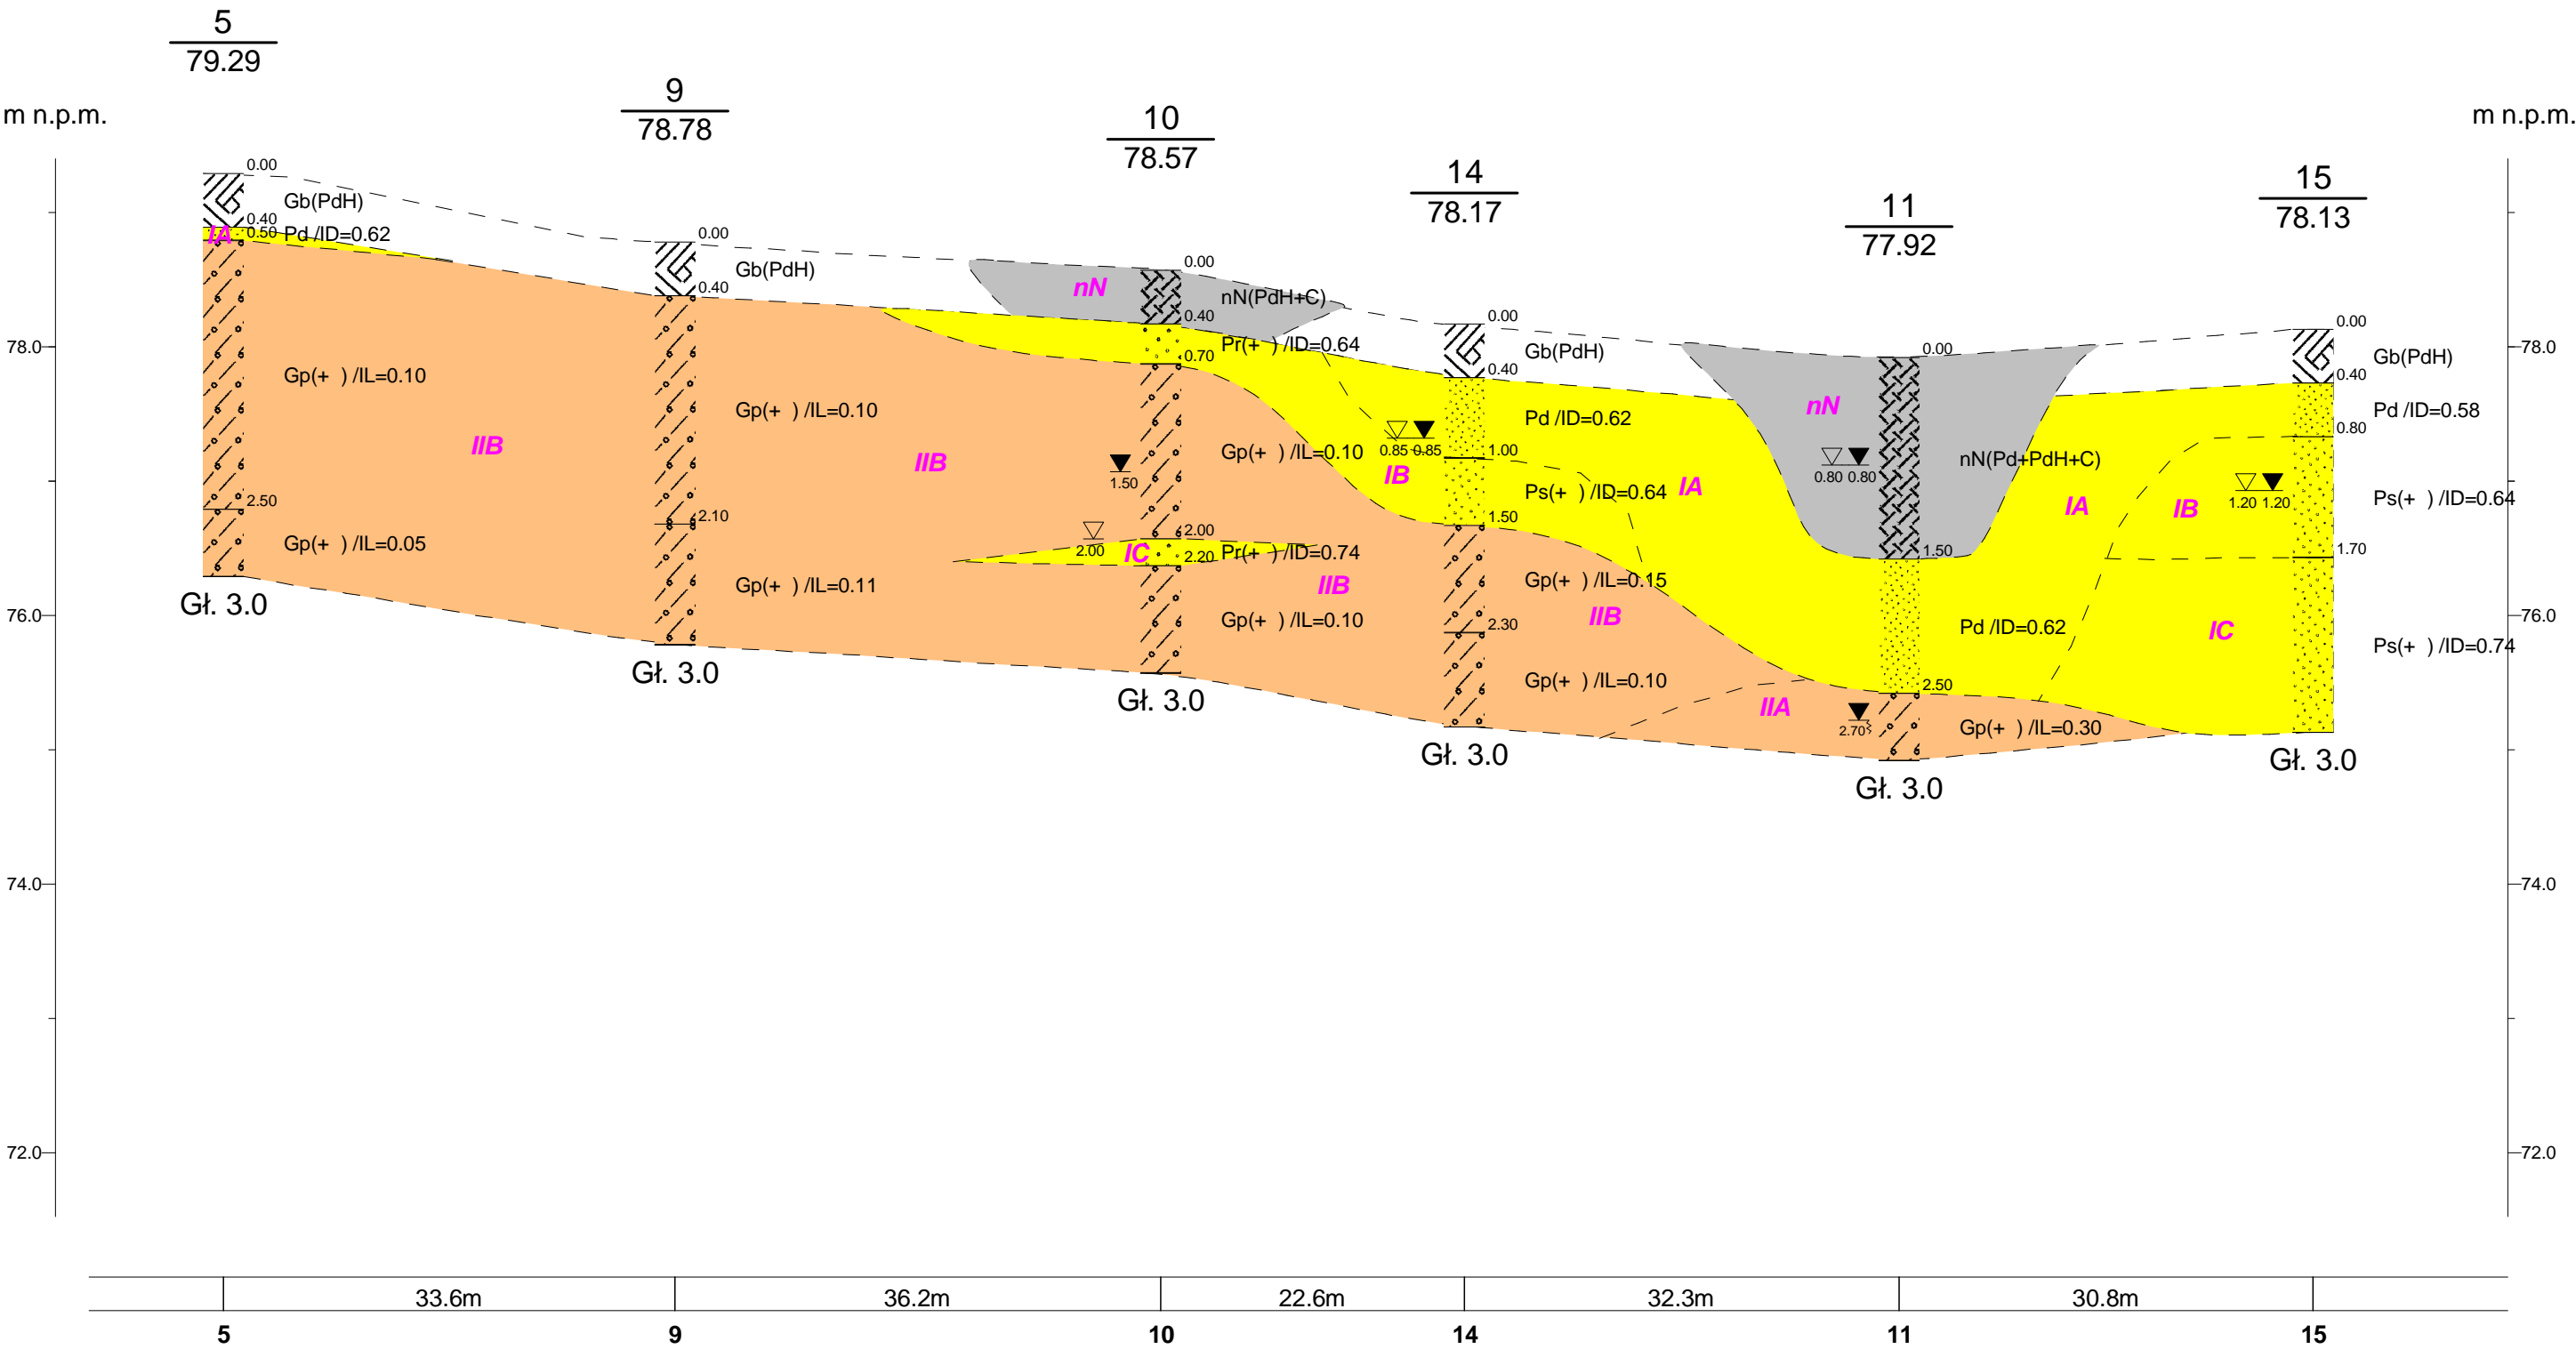 5
79.29
9
78.78
10
78.57
14
78.17
11
77.92
15
78.13
m n.p.m.
m n.p.m.
78.0
76.0
74.0
72.0
78.0
76.0
74.0
72.0
0.00
Gb(PdH)
0.40
IA
0.50
Pd /ID=0.62
Gp(+ ) /IL=0.10
IIB
2.50
Gp(+ ) /IL=0.05
Gł. 3.0
0.00
Gb(PdH)
0.40
Gp(+ ) /IL=0.10
IIB
2.10
Gp(+ ) /IL=0.11
Gł. 3.0
0.00
nN
nN(PdH+C)
0.40
Pr(+ ) /ID=0.64
0.70
Gp(+ ) /IL=0.10
1.50
2.00
2.00
IC
2.20
Pr(+ ) /ID=0.74
IIB
Gp(+ ) /IL=0.10
Gł. 3.0
0.00
Gb(PdH)
0.40
Pd /ID=0.62
0.85 0.85
1.00
IB
Ps(+ ) /ID=0.64
IA
1.50
Gp(+ ) /IL=0.15
IIB
2.30
Gp(+ ) /IL=0.10
Gł. 3.0
0.00
nN
nN(Pd+PdH+C)
0.80 0.80
1.50
Pd /ID=0.62
2.50
IIA
2.70
Gp(+ ) /IL=0.30
Gł. 3.0
0.00
Gb(PdH)
0.40
Pd /ID=0.58
0.80
IA
IB
1.20 1.20
Ps(+ ) /ID=0.64
1.70
IC
Ps(+ ) /ID=0.74
Gł. 3.0
33.6m 36.2m 22.6m 32.3m 30.8m
5 9 10 14 11 15